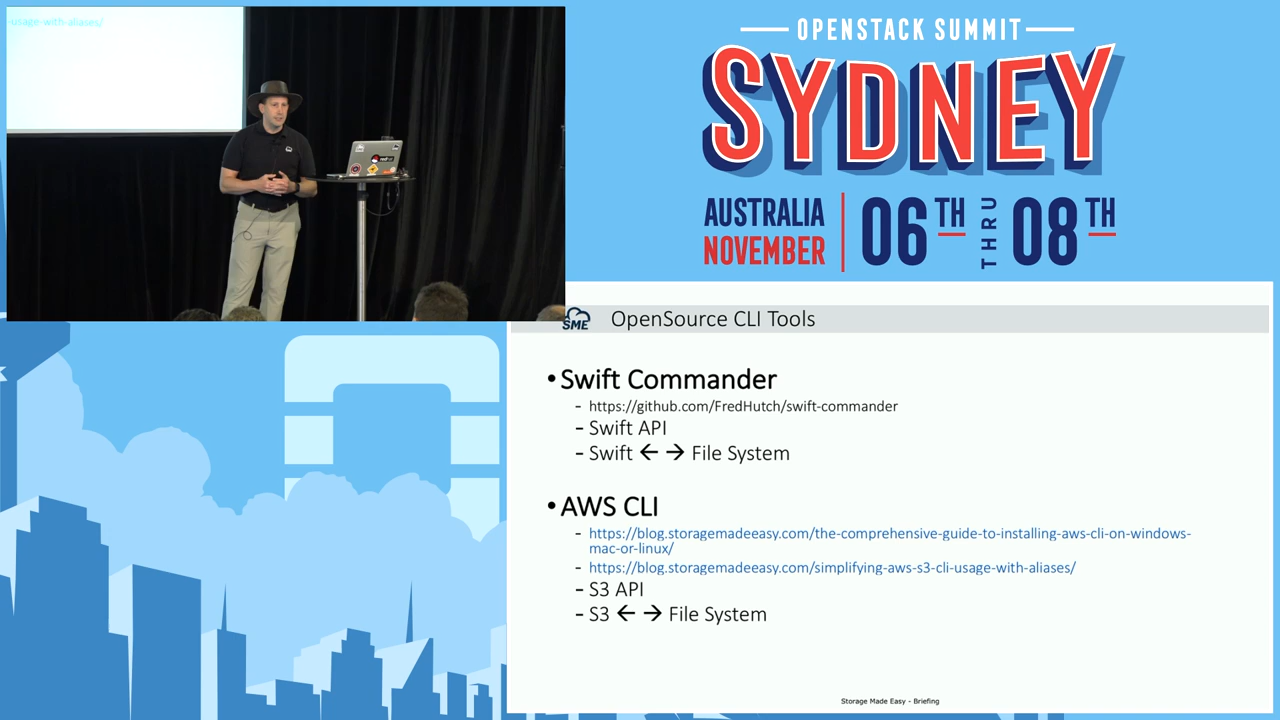 -usage-with-aliases/
OPENSTACK SUMMIT
SYDNEY
AUSTRALIA
NOVEMBER
06TH THRU 08TH
SME
OpenSource CLI Tools
•Swift Commander
- https://github.com/FredHutch/swift-commander
- Swift API
- Swift ← → File System
•AWS CLI
- https://blog.storagemadeeasy.com/the-comprehensive-guide-to-installing-aws-cli-on-windows-
mac-or-linux/
- https://blog.storagemadeeasy.com/simplifying-aws-s3-cli-usage-with-aliases/
- S3 API
- S3 ← → File System
Storage Made Easy - Briefing